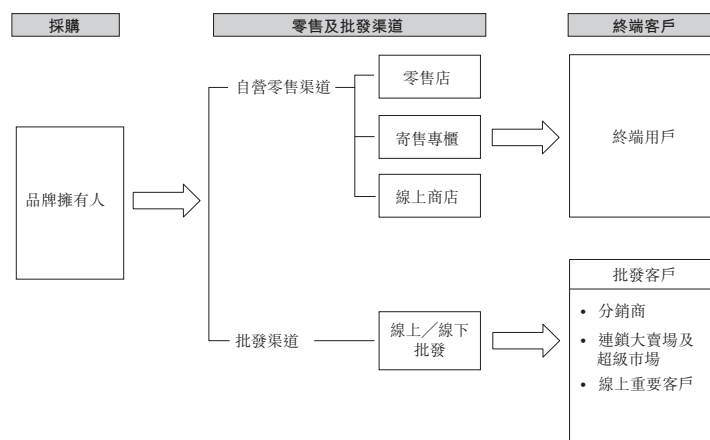 採購
零售及批發渠道
終端客戶
品牌擁有人
自營零售渠道
零售店
寄售專櫃
線上商店
終端用戶
批發渠道
線上／線下
批發
批發客戶
• 分銷商
• 連鎖大賣場及
超級市場
• 線上重要客戶